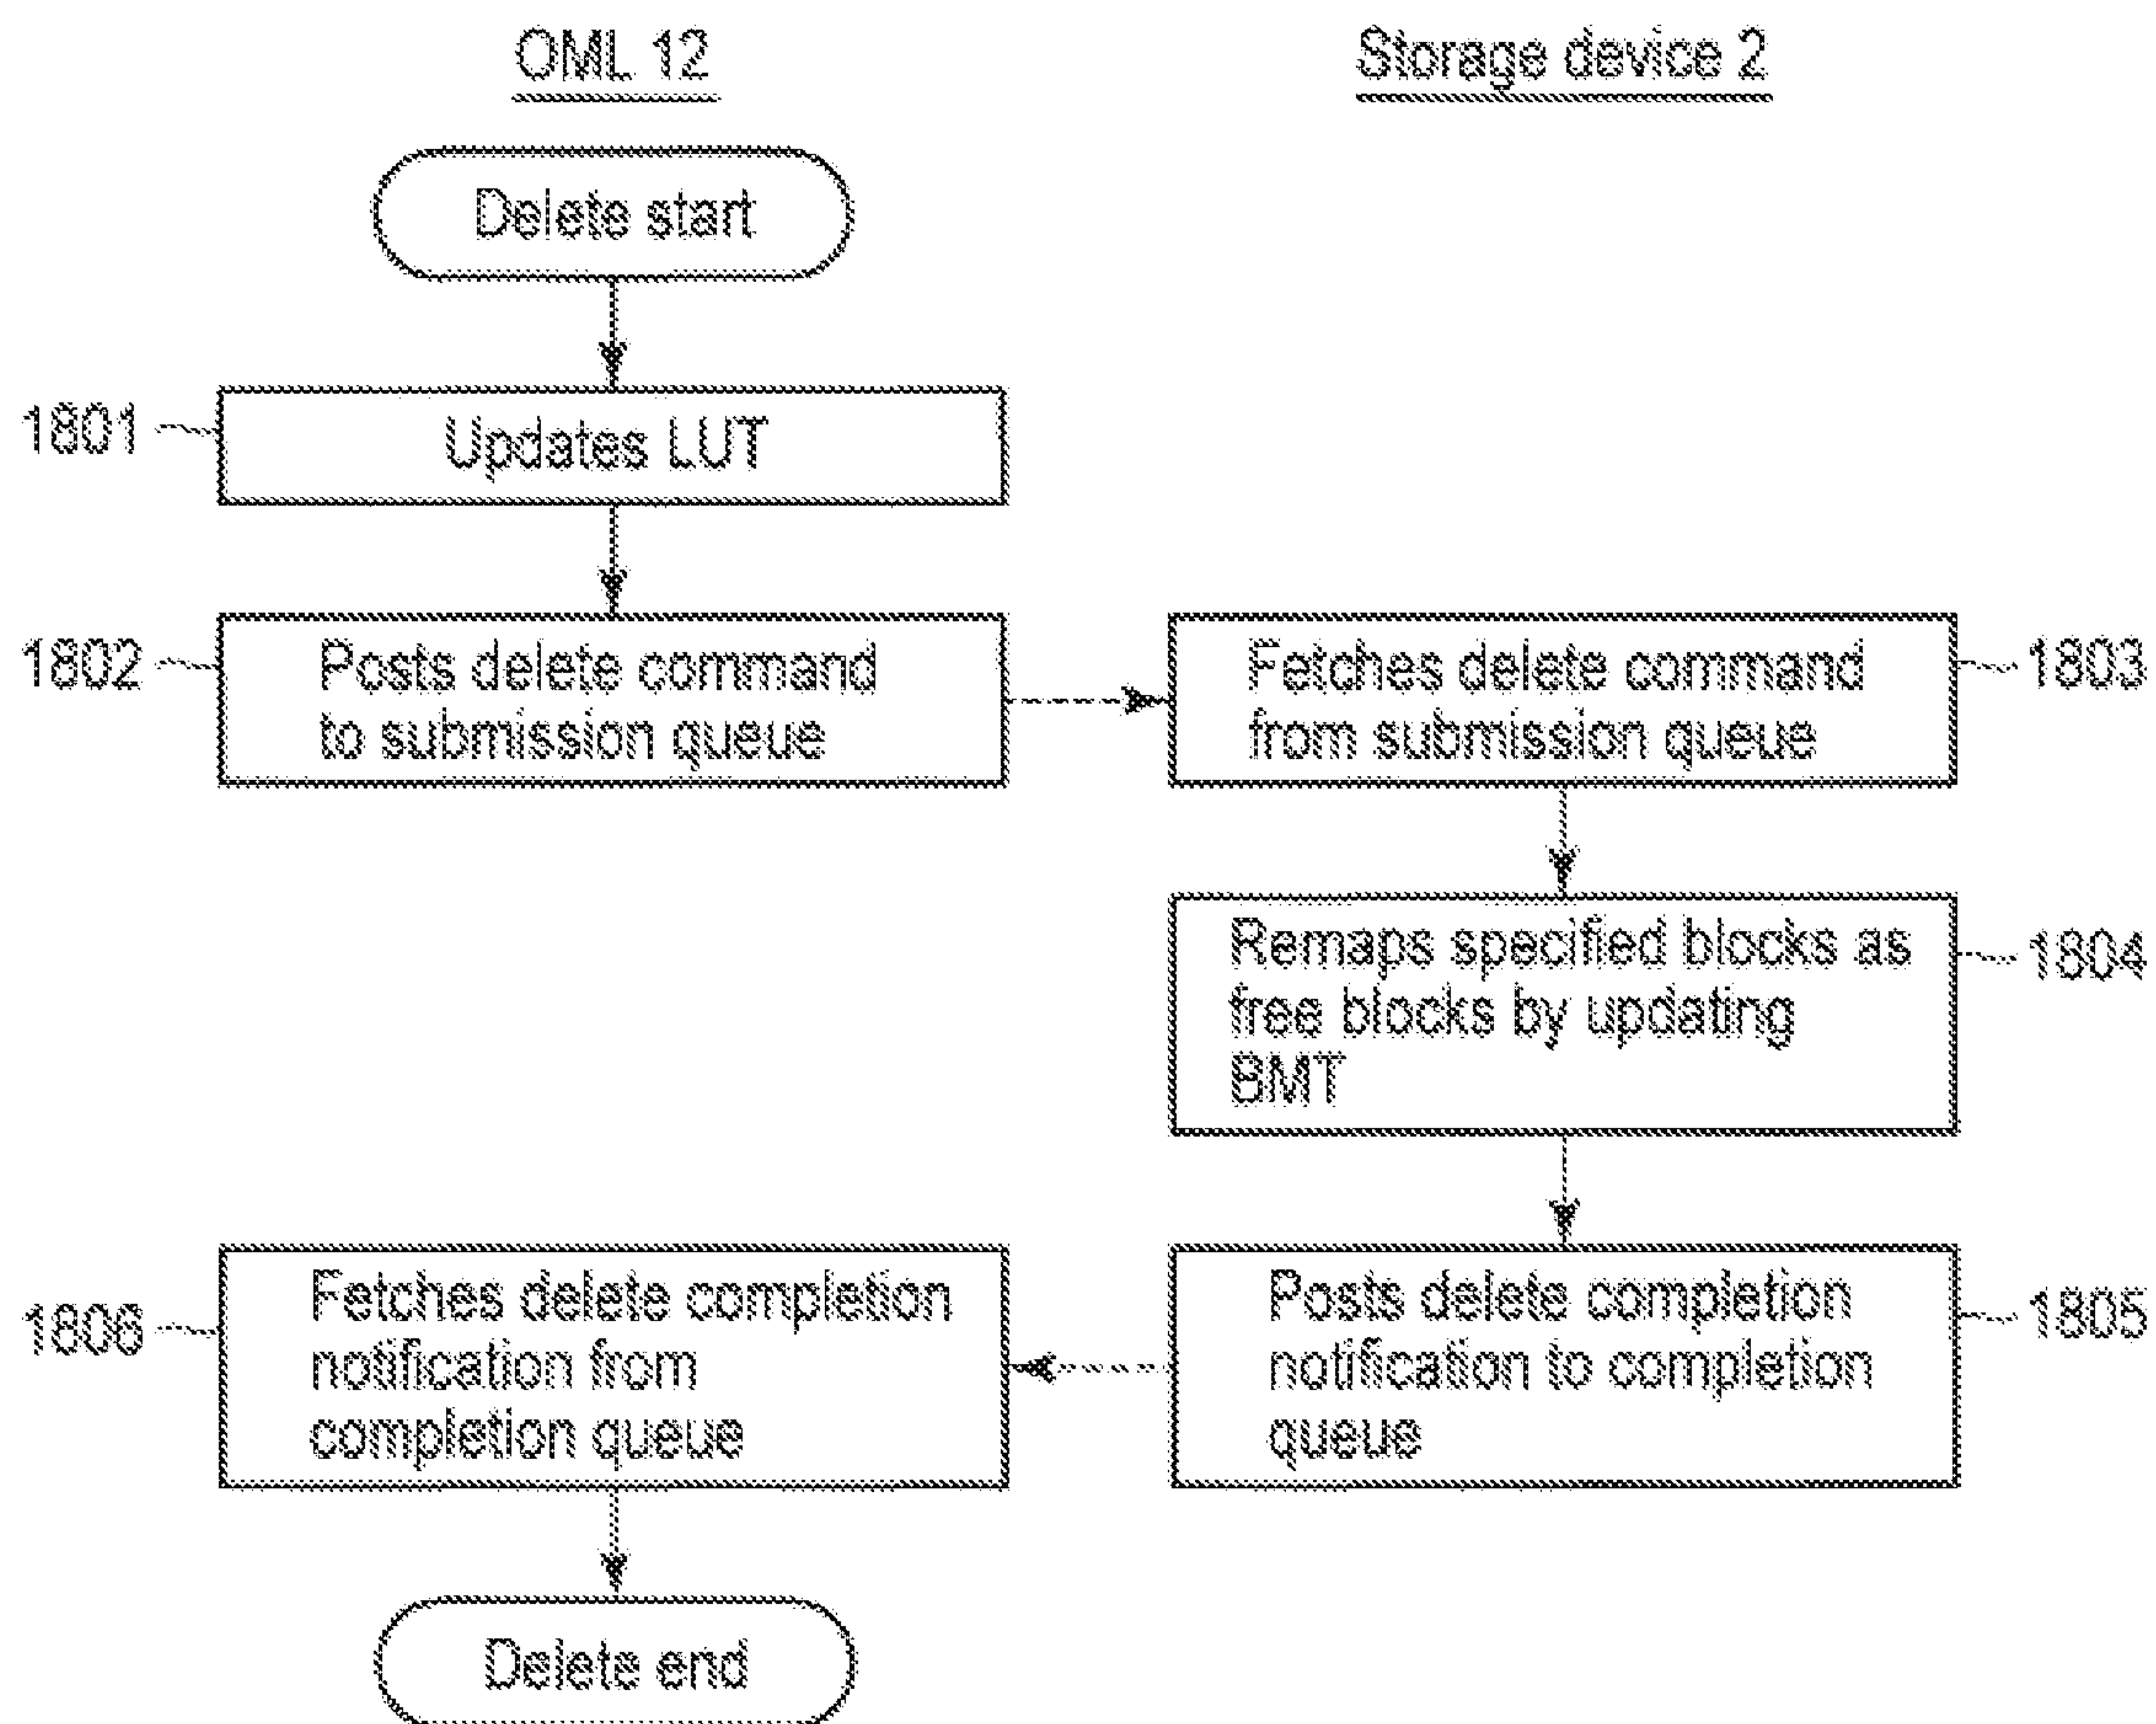 OML 12
Storage device 2
Delete start
1801
Updates LUT
1802
Posts delete command
to submission queue
Fetches delete command
from submission queue
1803
Remaps specified blocks as
free blocks by updating
BMT
1804
1806
Fetches delete completion
notification from
completion queue
Posts delete completion
notification to completion
queue
1805
Delete end